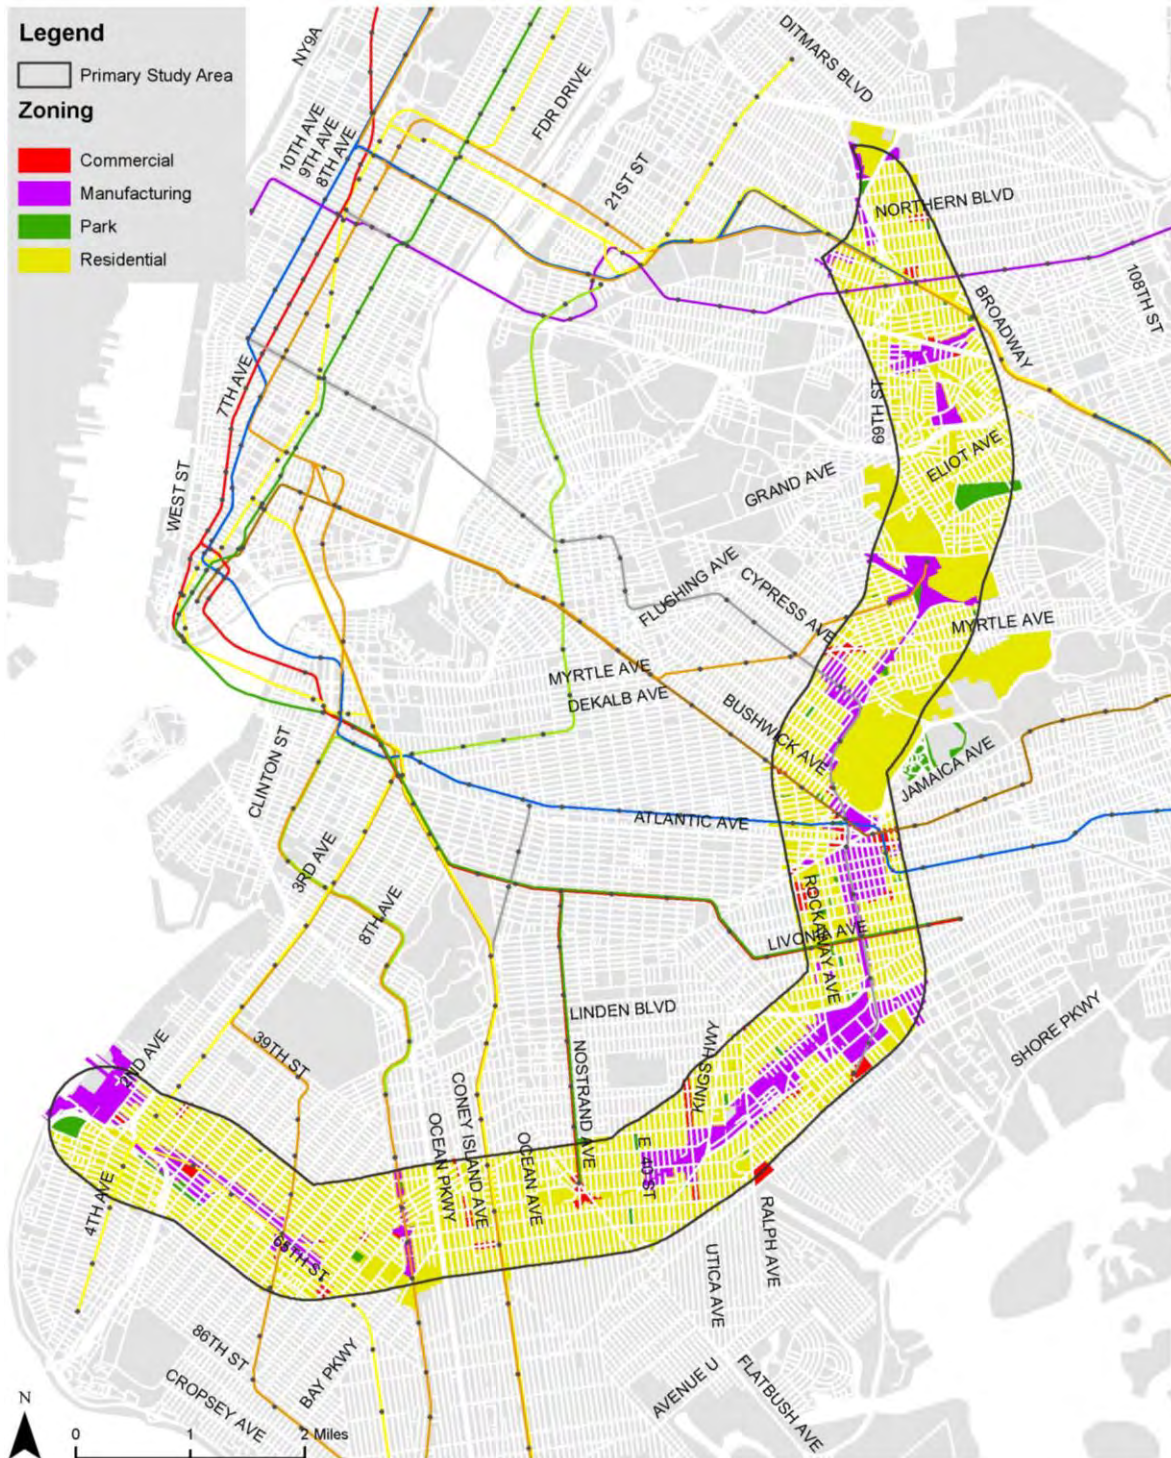 Legend
Primary Study Area
Zoning
Commercial
Manufacturing
Park
Residential
NY9A
DITMARS BLVD
FDR DRIVE
10TH AVE
9TH AVE
8TH AVE
21ST ST
NORTHERN BLVD
108TH ST
BROADWAY
7TH AVE
69TH ST
ELIOT AVE
GRAND AVE
WEST ST
FLUSHING AVE
CYPRESS AVE
MYRTLE AVE
MYRTLE AVE
DEKALB AVE
BUSHWICK AVE
JAMAICA AVE
CLINTON ST
ATLANTIC AVE
3RD AVE
ROCKAWAY AVE
8TH AVE
LIVONIA AVE
LINDEN BLVD
SHORE PKWY
2ND AVE
39TH ST
NOSTRAND AVE
KINGS HWY
CONEY ISLAND AVE
OCEAN PKWY
OCEAN AVE
E 40 ST
4TH AVE
65TH ST
RALPH AVE
UTICA AVE
86TH ST
BAY PKWY
CROPSEY AVE
AVENUE U
FLATBUSH AVE
N
0 1 2 Miles